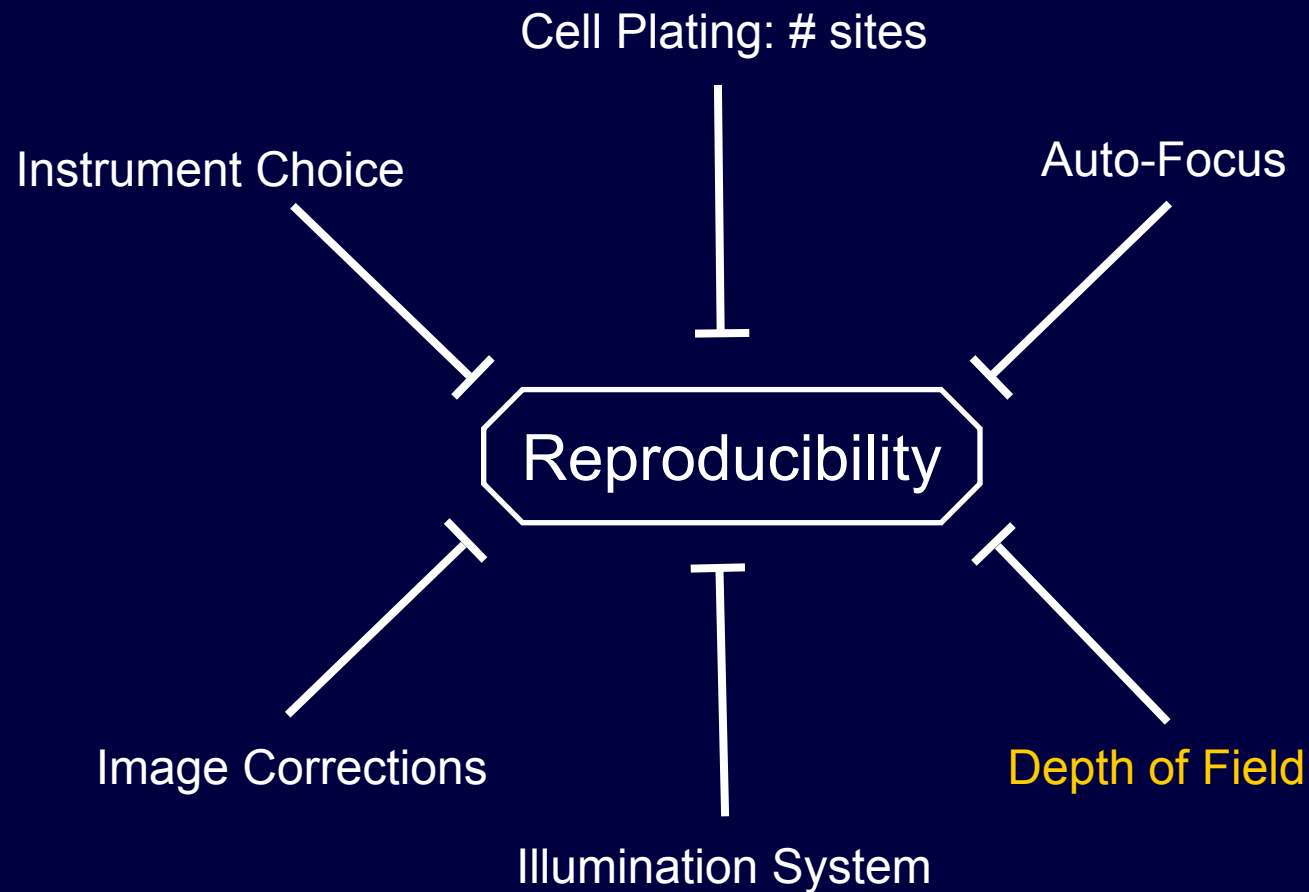 Cell Plating: # sites
Instrument Choice
Auto-Focus
Reproducibility
Image Corrections
Depth of Field
Illumination System